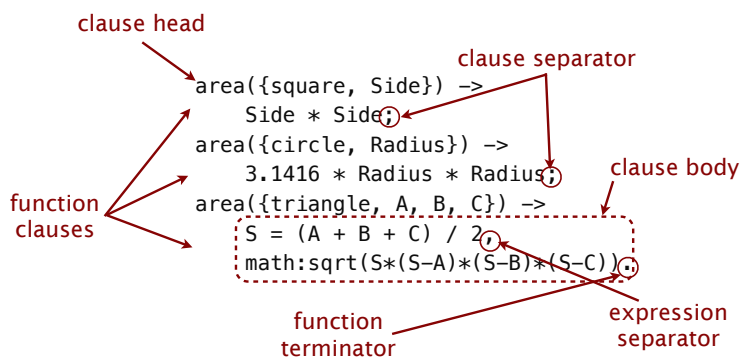 clause head
clause separator
area({square, Side}) ->
Side * Side;
area({circle, Radius}) ->
3.1416 * Radius * Radius;
clause body
function
clauses
area({triangle, A, B, C}) ->
S = (A + B + C) / 2,
math:sqrt(S*(S-A)*(S-B)*(S-C)).
function
terminator
expression
separator